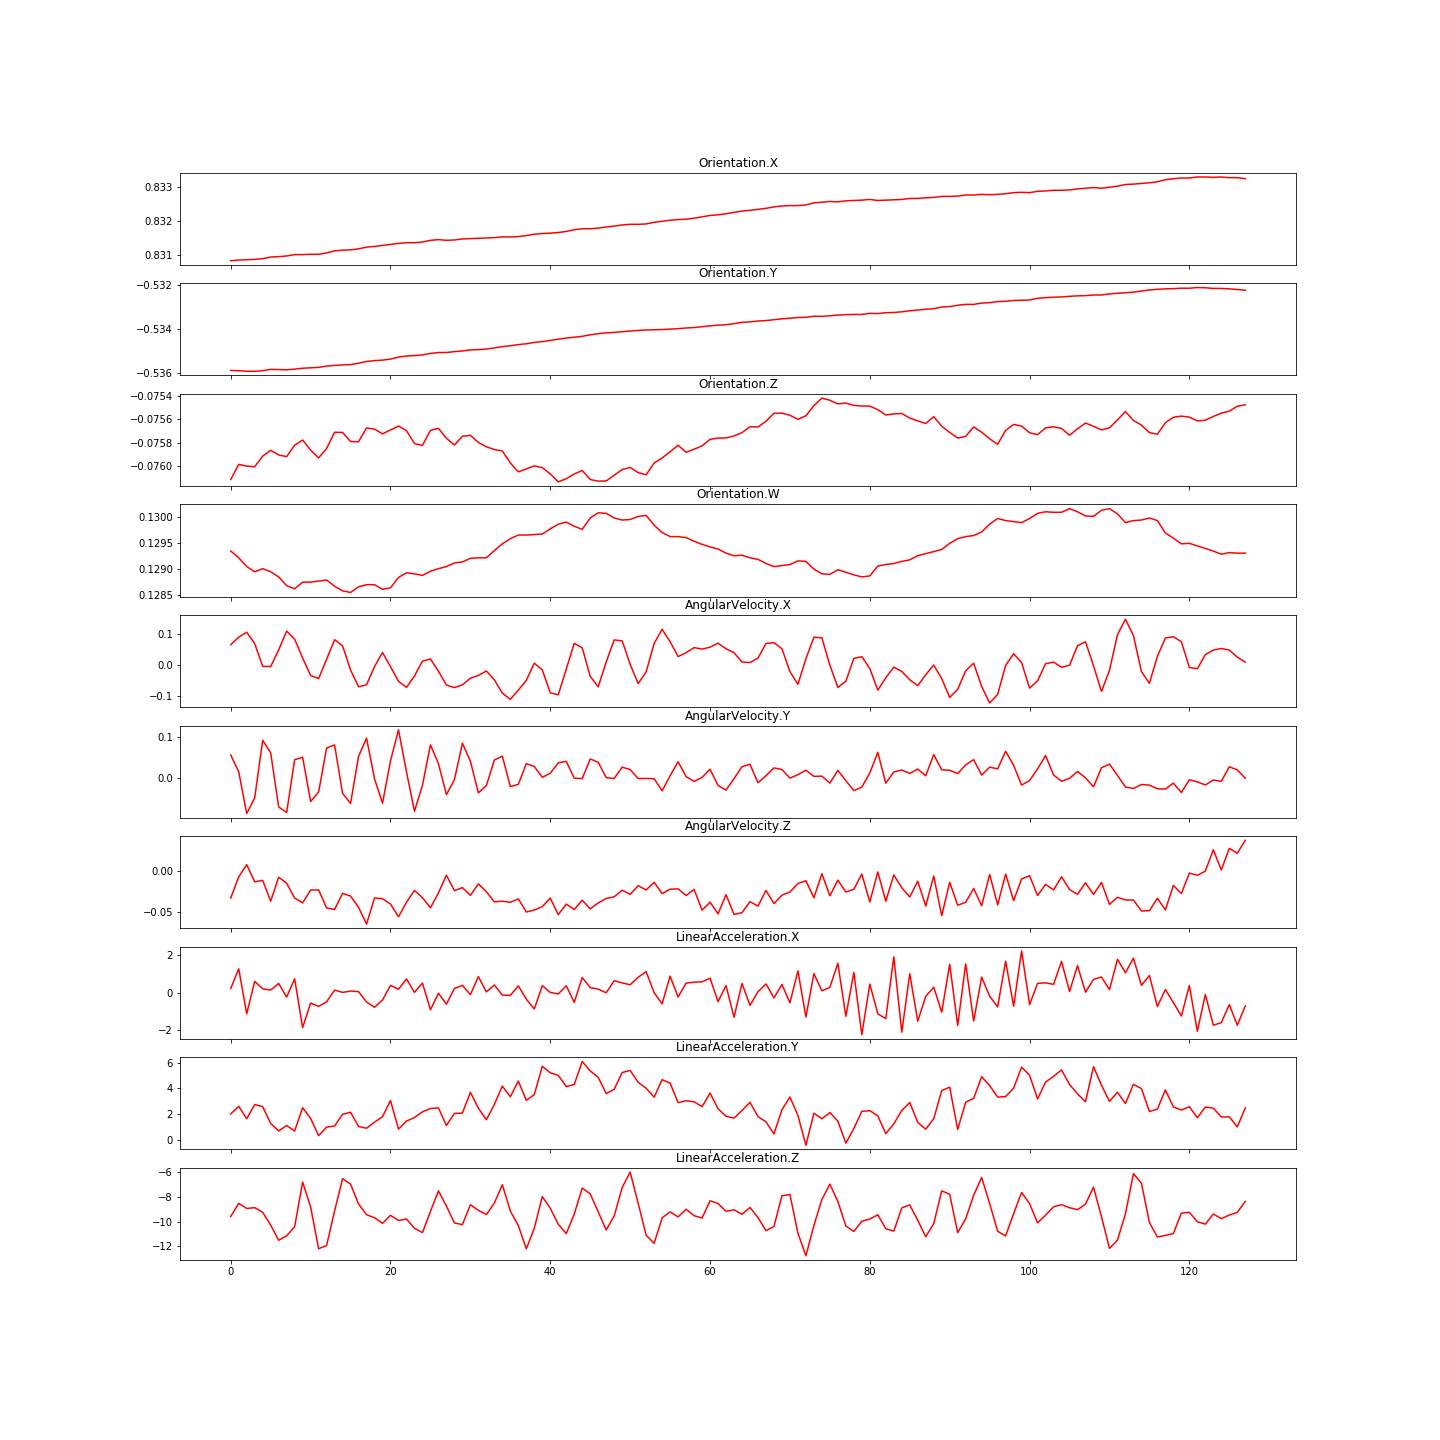 Orientation.X
0.833
0.832
0.831
Orientation.Y
−0.532
−0.534
−0.536
Orientation.Z
−0.0754
−0.0756
−0.0758
−0.0760
Orientation.W
0.1300
0.1295
0.1290
0.1285
AngularVelocity.X
0.1
0.0
−0.1
AngularVelocity.Y
0.1
0.0
AngularVelocity.Z
0.00
−0.05
LinearAcceleration.X
2
0
−2
LinearAcceleration.Y
6
4
2
0
LinearAcceleration.Z
−6
−8
−10
−12
0 20 40 60 80 100 120